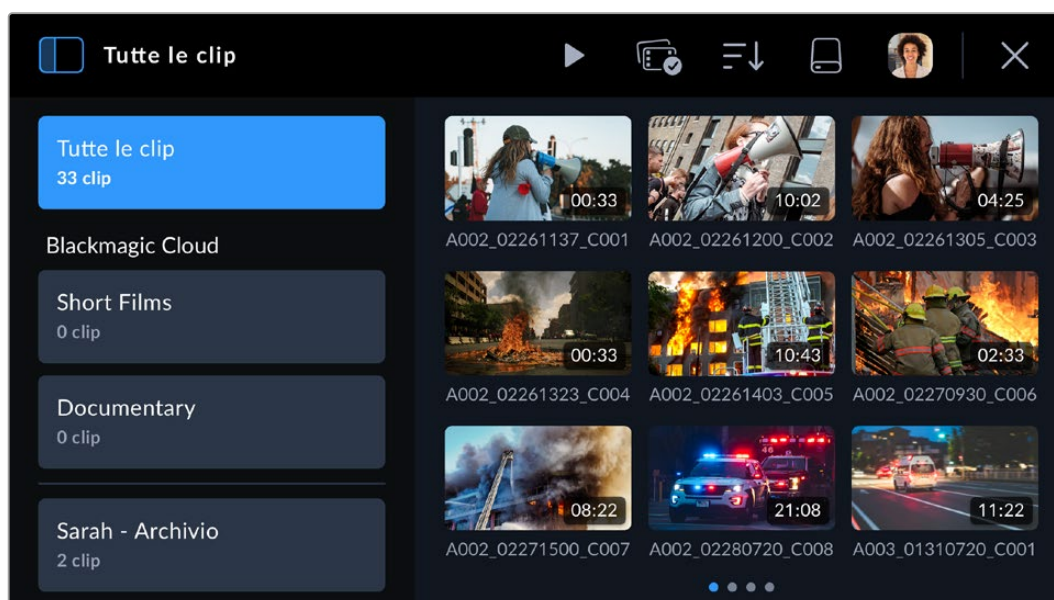 Tutte le clip
Tutte le clip
33 clip
Blackmagic Cloud
Short Films
0 clip
Documentary
0 clip
Sarah - Archivio
2 clip
00:33 10:02 04:25
A002_02261137_C001 A002_02261200_C002 A002_02261305_C003
00:33 10:43 02:33
A002_02261323_C004 A002_02261403_C005 A002_02270930_C006
08:22 21:08 11:22
A002_02271500_C007 A002_02280720_C008 A003_01310720_C001